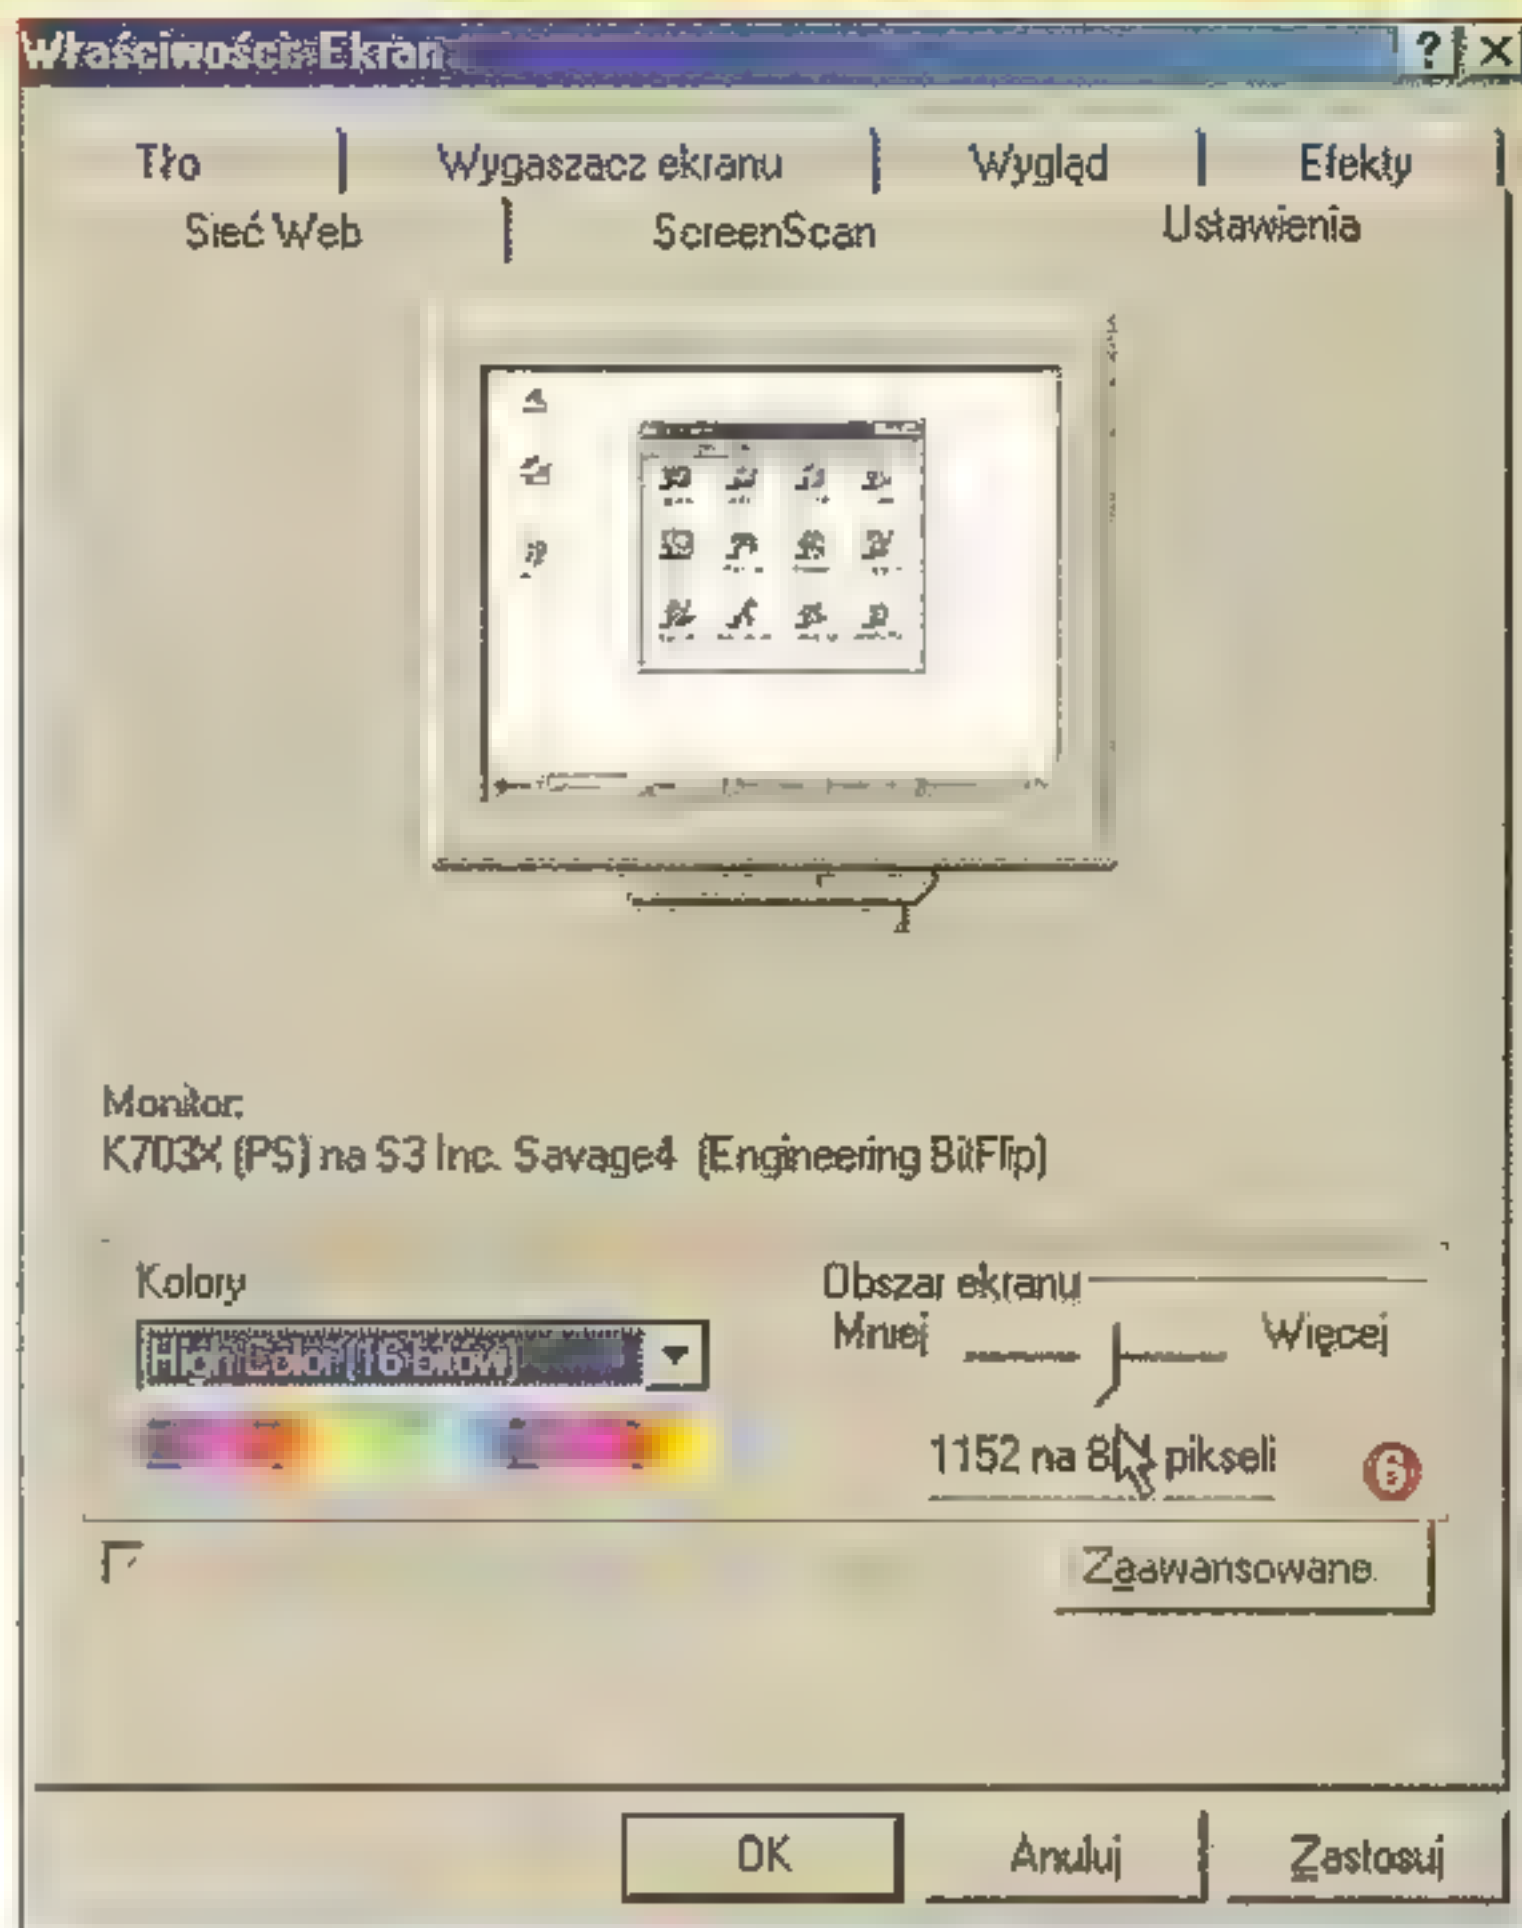 Właściwości: Ekran
Tło Wygaszacz ekranu Wygląd Efekty
Sieć Web ScreenScan Ustawienia
Monitor:
K703X (PS) na S3 Inc. Savage4 (Engineering BitFlip)
Kolory
High Color (16 bitów)
Obszar ekranu
Mniej Więcej
1152 na pikseli
6
Zaawansowane.
OK Anuluj Zastosuj